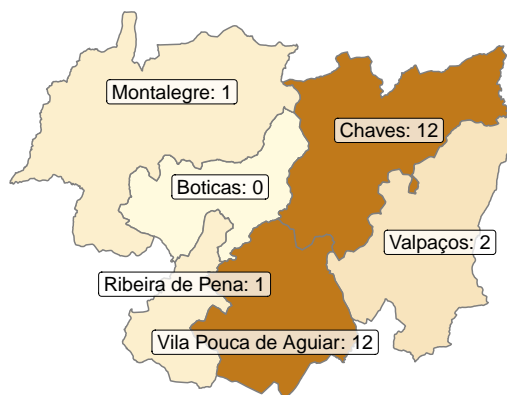 Montalegre: 1
Chaves: 12
Boticas: 0
Valpaços: 2
Ribeira de Pena: 1
Vila Pouca de Aguiar: 12